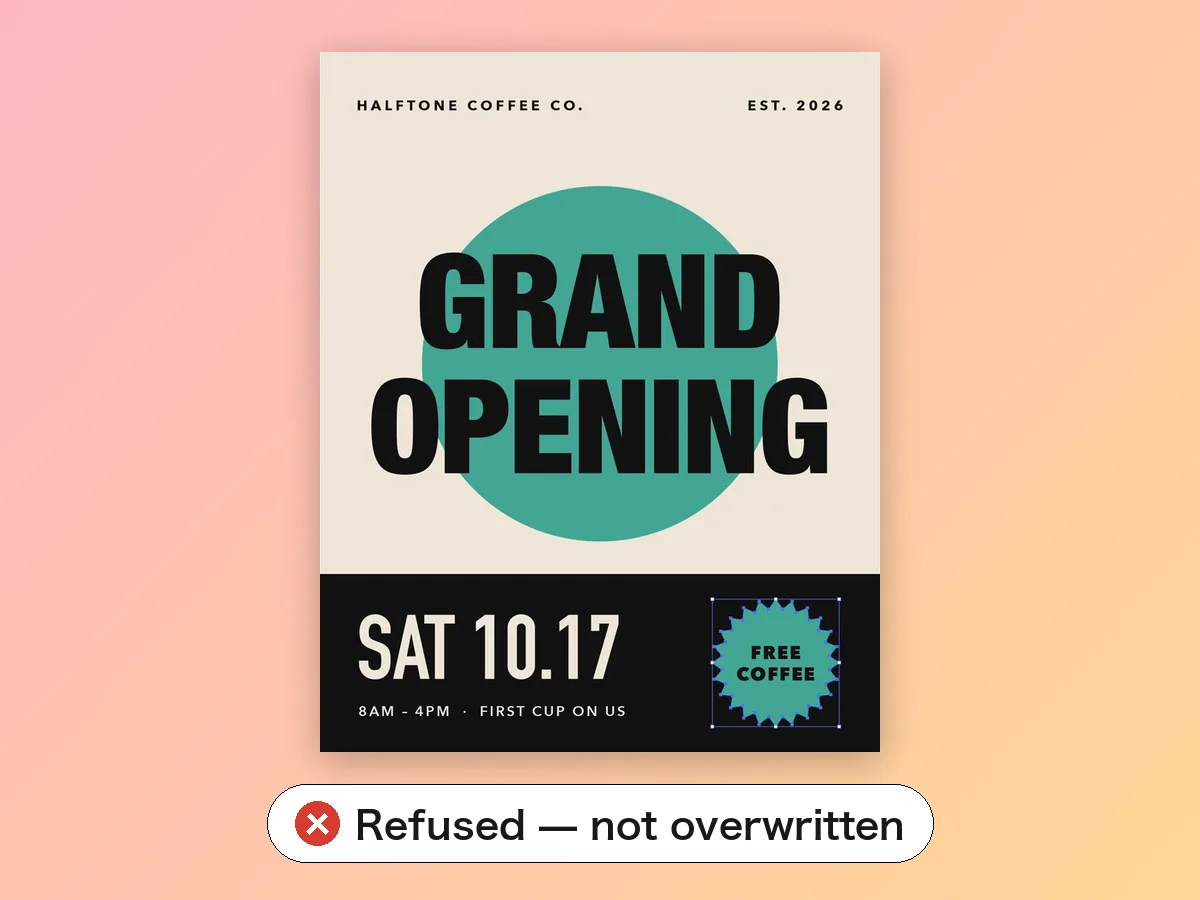 HALFTONE COFFEE CO.
EST. 2026
GRAND
OPENING
SAT 10.17
8AM – 4PM · FIRST CUP ON US
FREE
COFFEE
Refused — not overwritten